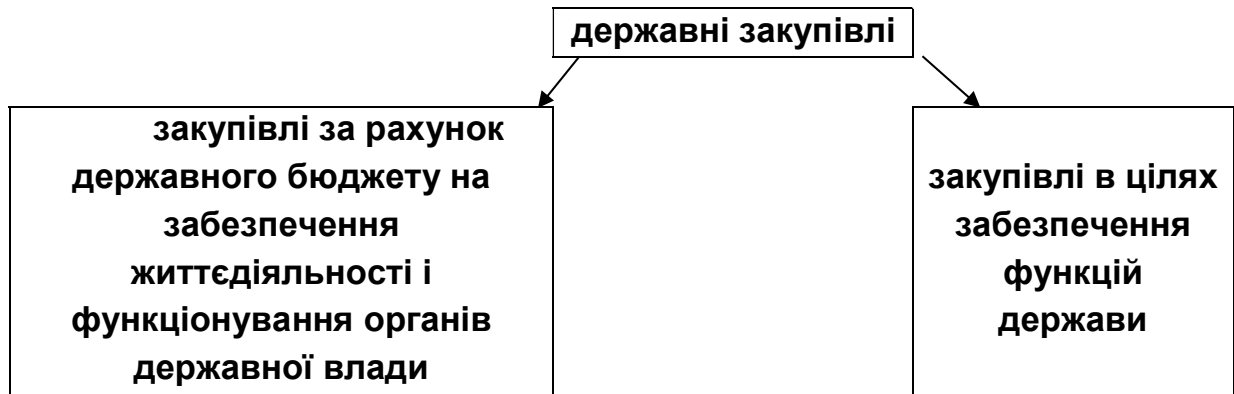 державні закупівлі
закупівлі за рахунок
державного бюджету на
забезпечення
життєдіяльності і
функціонування органів
державної влади
закупівлі в цілях
забезпечення
функцій
держави